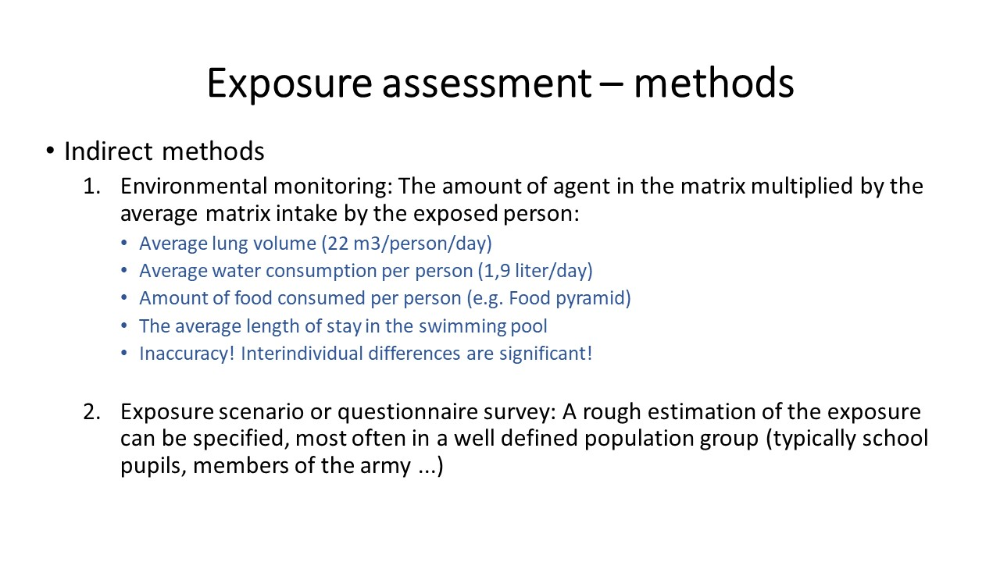 Exposure assessment – methods
• Indirect methods
1. Environmental monitoring: The amount of agent in the matrix multiplied by the
average matrix intake by the exposed person:
• Average lung volume (22 m3/person/day)
• Average water consumption per person (1,9 liter/day)
• Amount of food consumed per person (e.g. Food pyramid)
• The average length of stay in the swimming pool
• Inaccuracy! Interindividual differences are significant!
2. Exposure scenario or questionnaire survey: A rough estimation of the exposure
can be specified, most often in a well defined population group (typically school
pupils, members of the army ...)